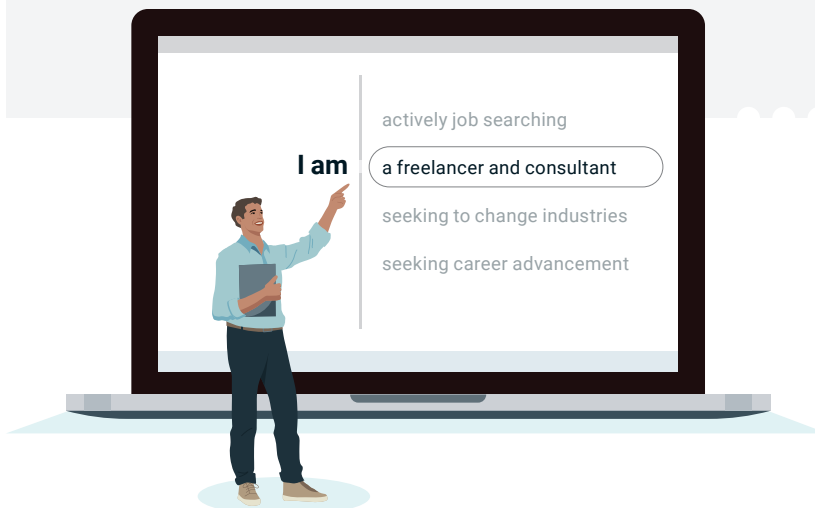 actively job searching
I am a freelancer and consultant
seeking to change industries
seeking career advancement